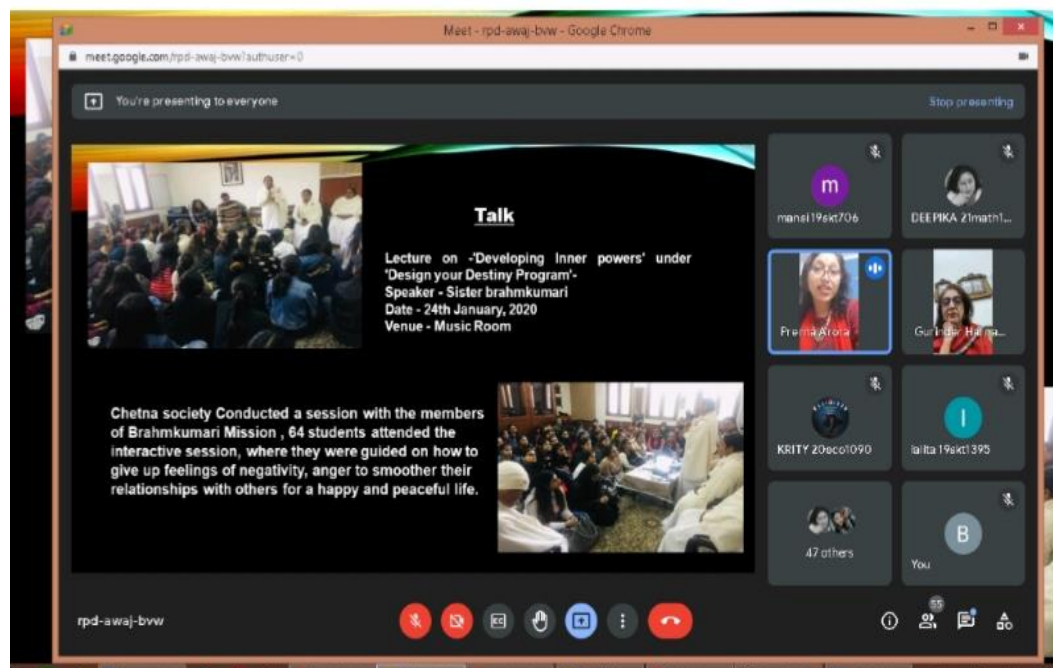 Meet - rpd-awaj-bvw - Google Chrome
meet.google.com/rpd-awaj-bvw?authuser=0
You're presenting to everyone
Stop presenting
Talk
Lecture on -'Developing Inner powers' under
'Design your Destiny Program'-
Speaker - Sister brahmkumari
Date - 24th January, 2020
Venue - Music Room
Chetna society Conducted a session with the members
of Brahmkumari Mission , 64 students attended the
interactive session, where they were guided on how to
give up feelings of negativity, anger to smoother their
relationships with others for a happy and peaceful life.
m
mansi19skt706
DEEPIKA 21math1...
Prerna Arora
Gurinder
KRITY 20eco1090
l
lalita 19skt1395
47 others
B
You
rpd-awaj-bvw
CC
55